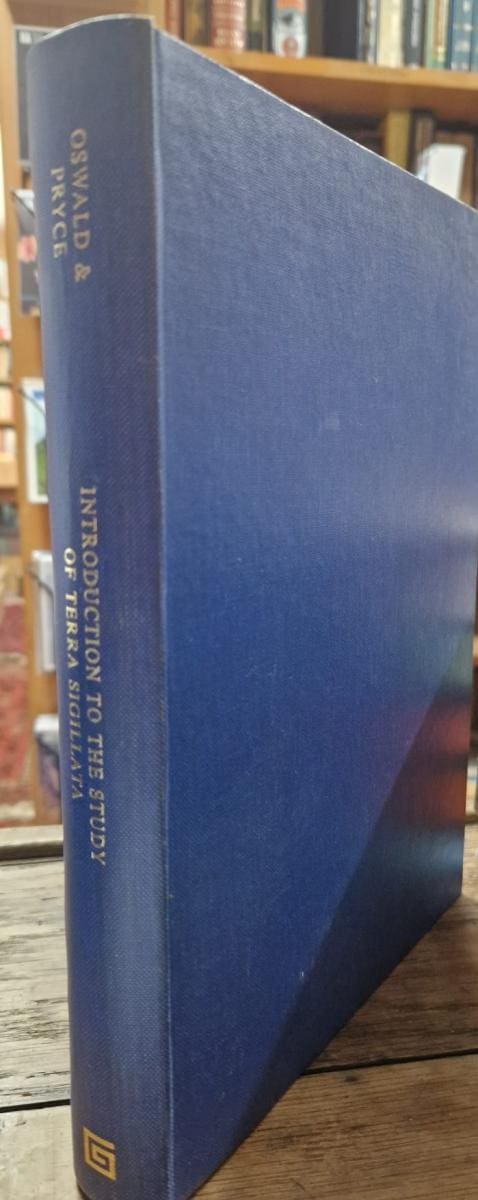 OSWALD &
PRYCE
INTRODUCTION TO THE STUDY
OF TERRA SIGILLATA